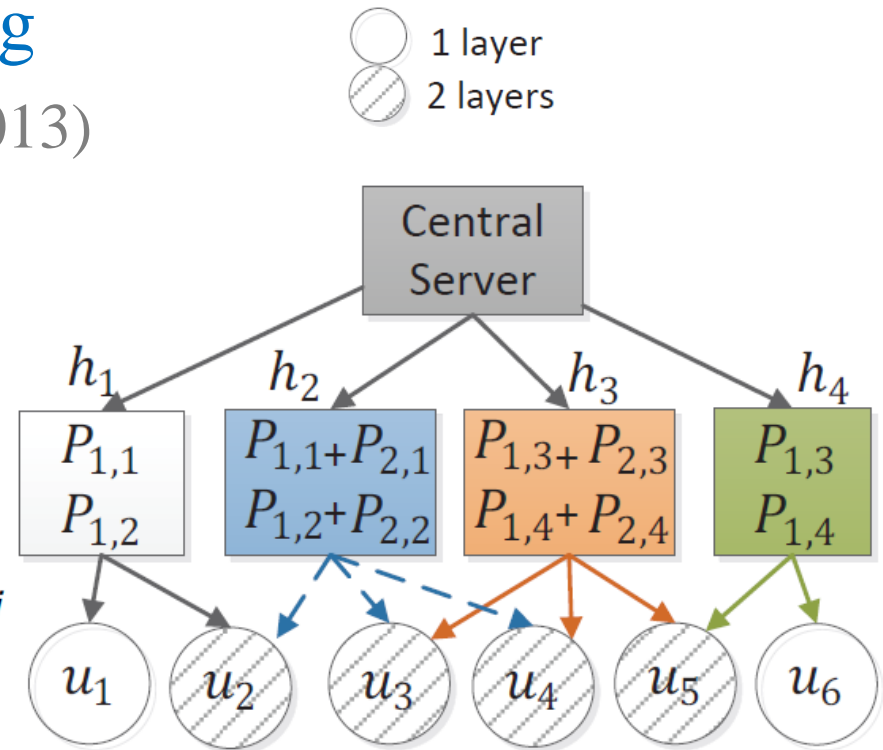 g
013)
1 layer
2 layers
Central
Server
h₁
h₂
h₃
h₄
P₁,₁
P₁,₂
P₁,₁+P₂,₁
P₁,₂+P₂,₂
P₁,₃+ P₂,₃
P₁,₄+ P₂,₄
P₁,₃
P₁,₄
i
u₁
u₂
u₃
u₄
u₅
u₆